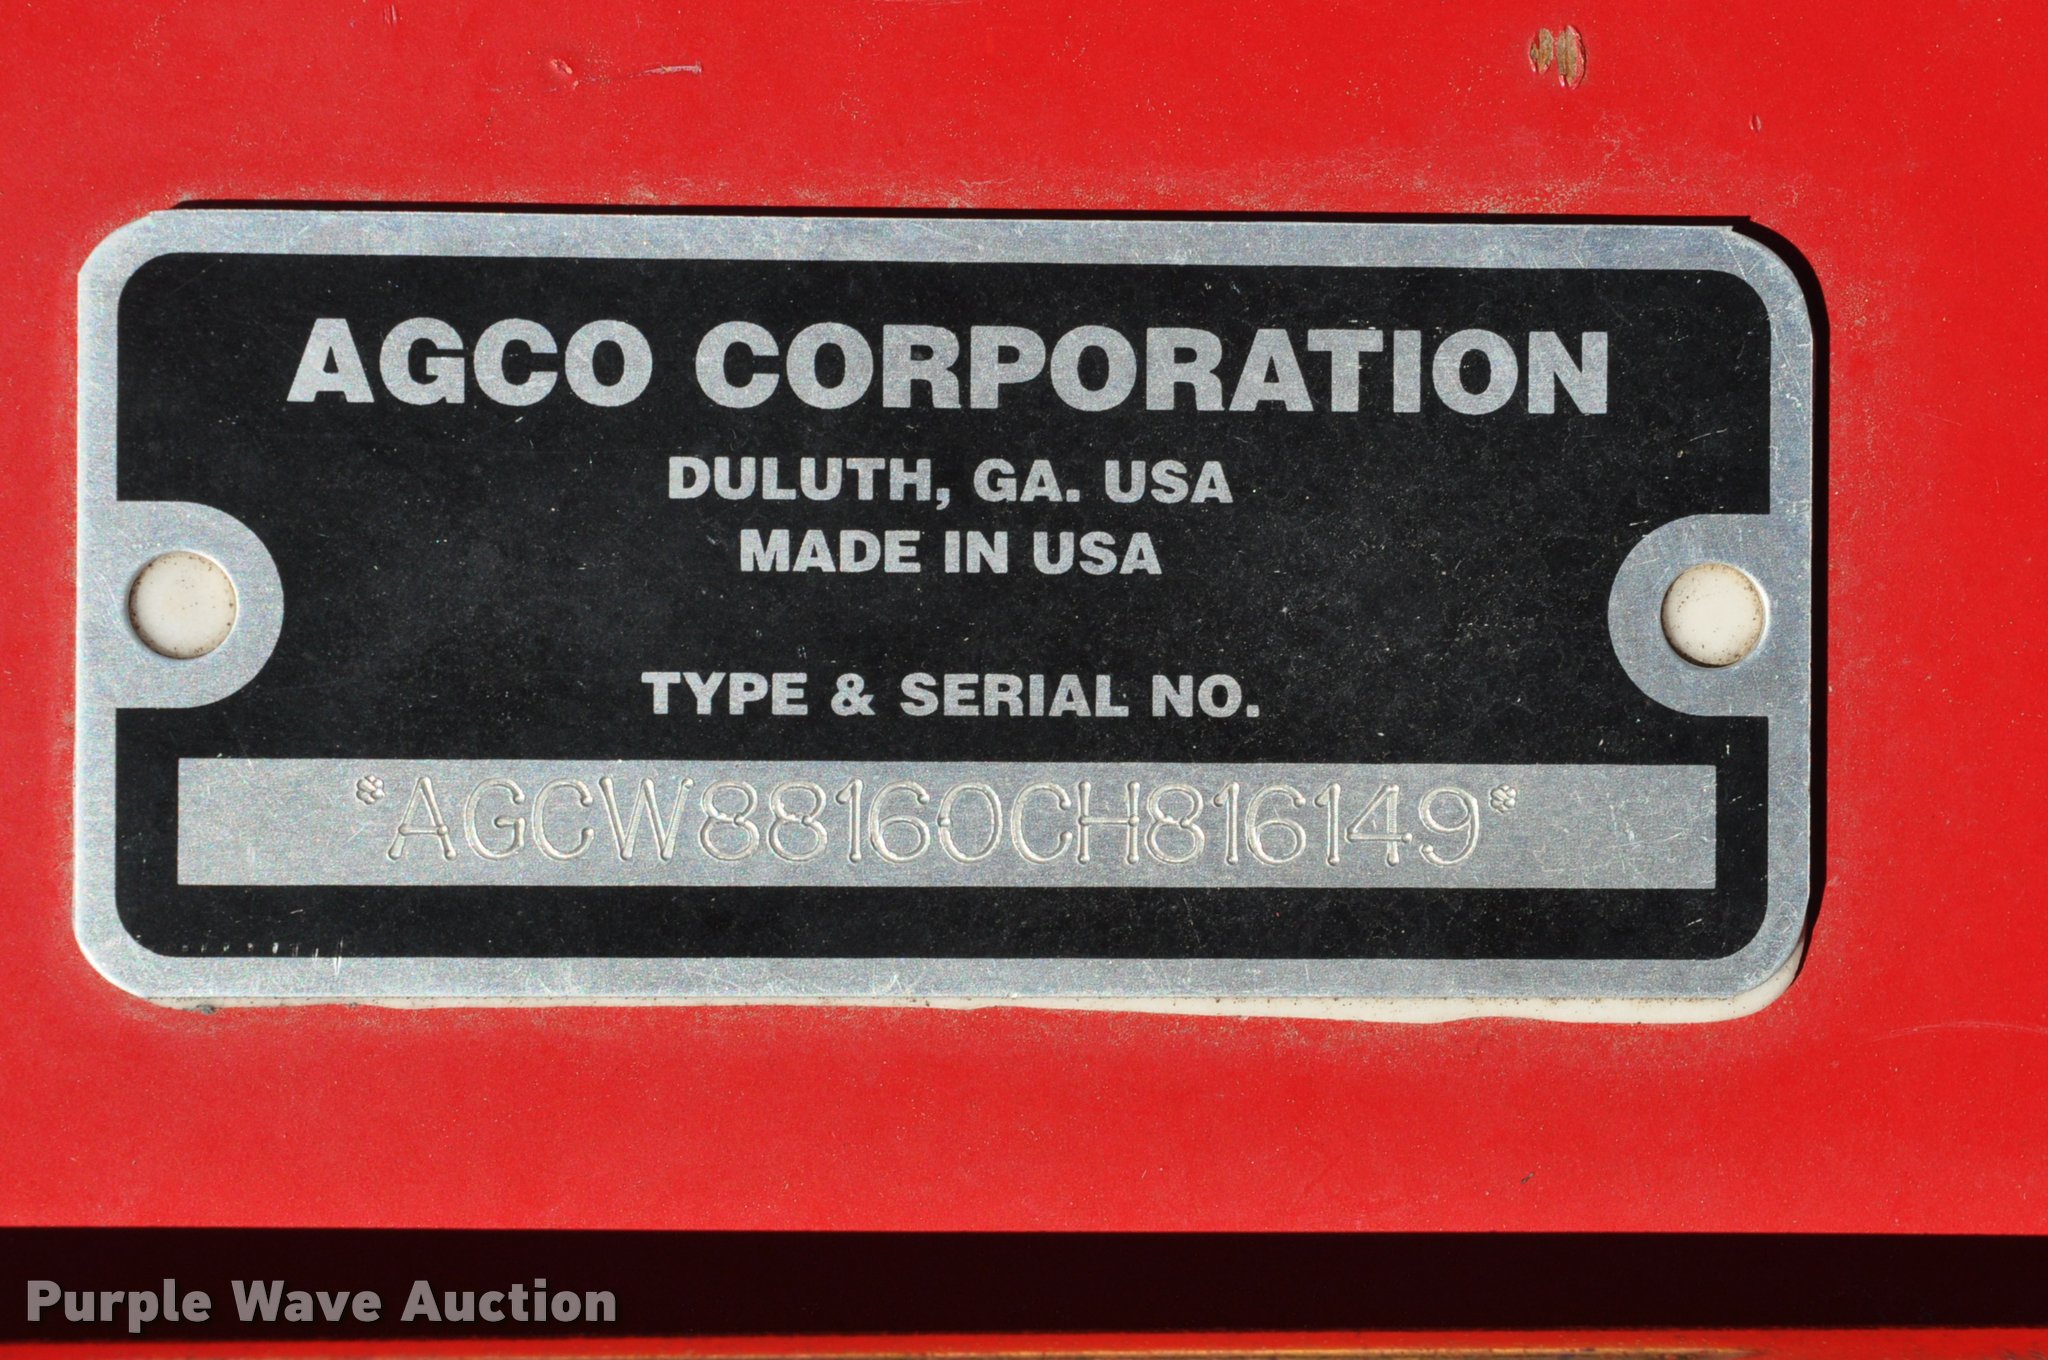 AGCO CORPORATION
DULUTH, GA. USA
MADE IN USA
TYPE & SERIAL NO.
*AGCW88160CH816149*
Purple Wave Auction